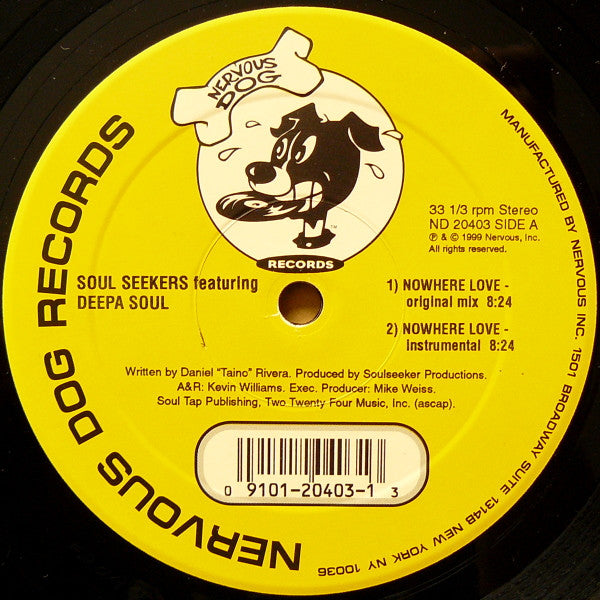 NERVOUS
DOG
RECORDS
NERVOUS DOG RECORDS
33 1/3 rpm Stereo
ND 20403 SIDE A
℗ & © 1999 Nervous, Inc.
All rights reserved.
SOUL SEEKERS featuring
DEEPA SOUL
1) NOWHERE LOVE -
original mix 8:24
2) NOWHERE LOVE -
instrumental 8:24
Written by Daniel "Taino" Rivera. Produced by Soulseeker Productions.
A&R: Kevin Williams. Exec. Producer: Mike Weiss.
Soul Tap Publishing, Two Twenty Four Music, Inc. (ascap).
0 9101-20403-1 3
MANUFACTURED BY NERVOUS INC. 1501 BROADWAY SUITE 1314B NEW YORK NY 10036